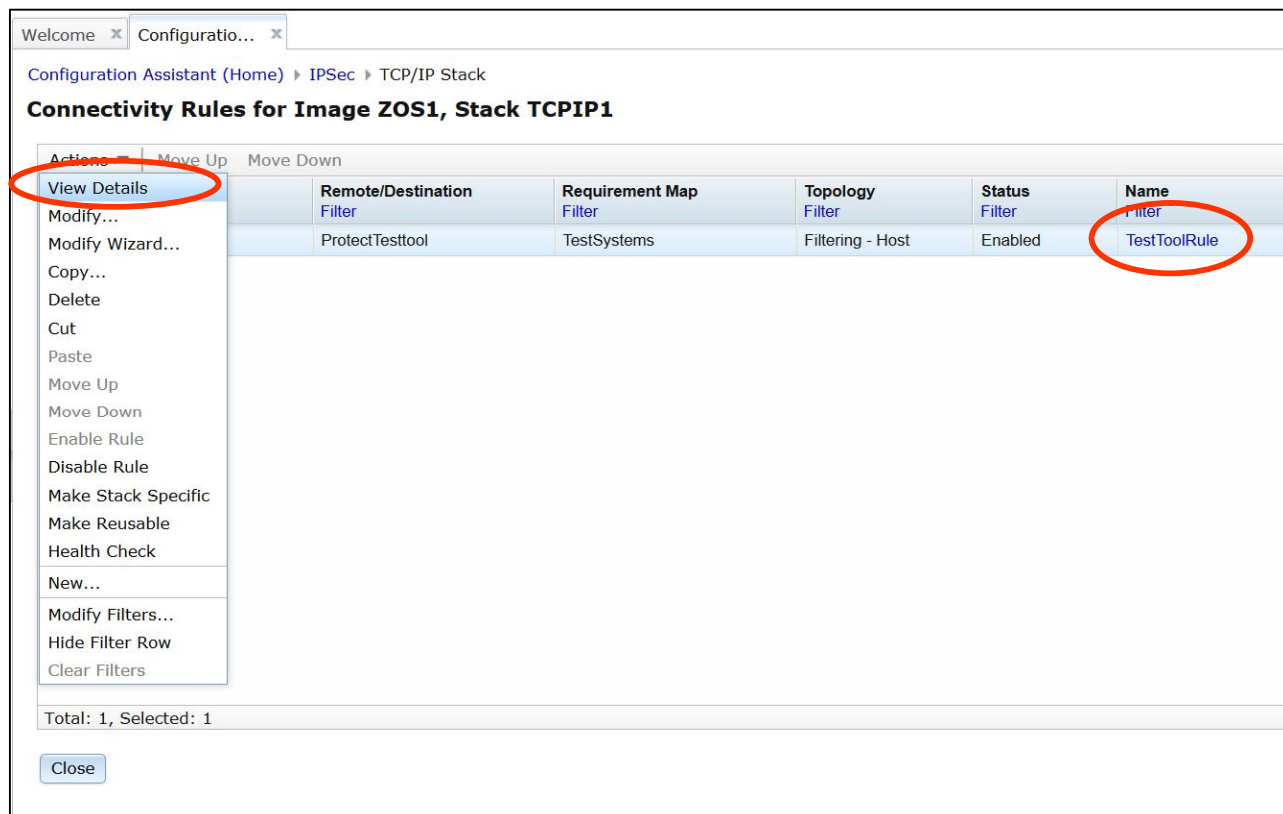 Welcome x Configuratio... x
Configuration Assistant (Home) IPSec TCP/IP Stack
Connectivity Rules for Image ZOS1, Stack TCPIP1
Actions Move Up Move Down
View Details
Modify...
Modify Wizard...
Copy...
Delete
Cut
Paste
Move Up
Move Down
Enable Rule
Disable Rule
Make Stack Specific
Make Reusable
Health Check
New...
Modify Filters...
Hide Filter Row
Clear Filters
Remote/Destination Requirement Map Topology Status Name
Filter Filter Filter Filter Filter
ProtectTesttool TestSystems Filtering - Host Enabled TestToolRule
Total: 1, Selected: 1
Close